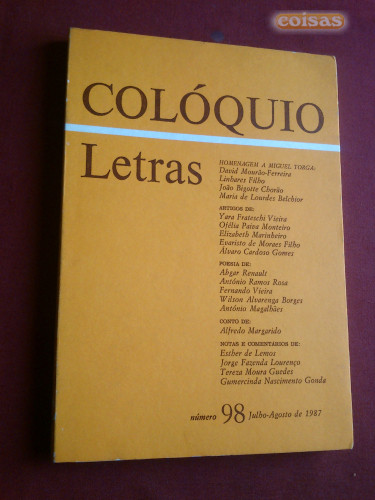 coisas
COLÓQUIO
Letras
HOMENAGEM A MIGUEL TORGA:
David Mourão-Ferreira
Linhares Filho
João Bigotte Chorão
Maria de Lourdes Belchior
ARTIGOS DE:
Yara Frateschi Vieira
Ofélia Paiva Monteiro
Elizabeth Marinheiro
Evaristo de Moraes Filho
Álvaro Cardoso Gomes
POESIA DE:
Abgar Renault
António Ramos Rosa
Fernando Vieira
Wilson Alvarenga Borges
António Magalhães
CONTO DE:
Alfredo Margarido
NOTAS E COMENTÁRIOS DE:
Esther de Lemos
Jorge Fazenda Lourenço
Tereza Moura Guedes
Gumercinda Nascimento Gonda
número 98 Julho-Agosto de 1987